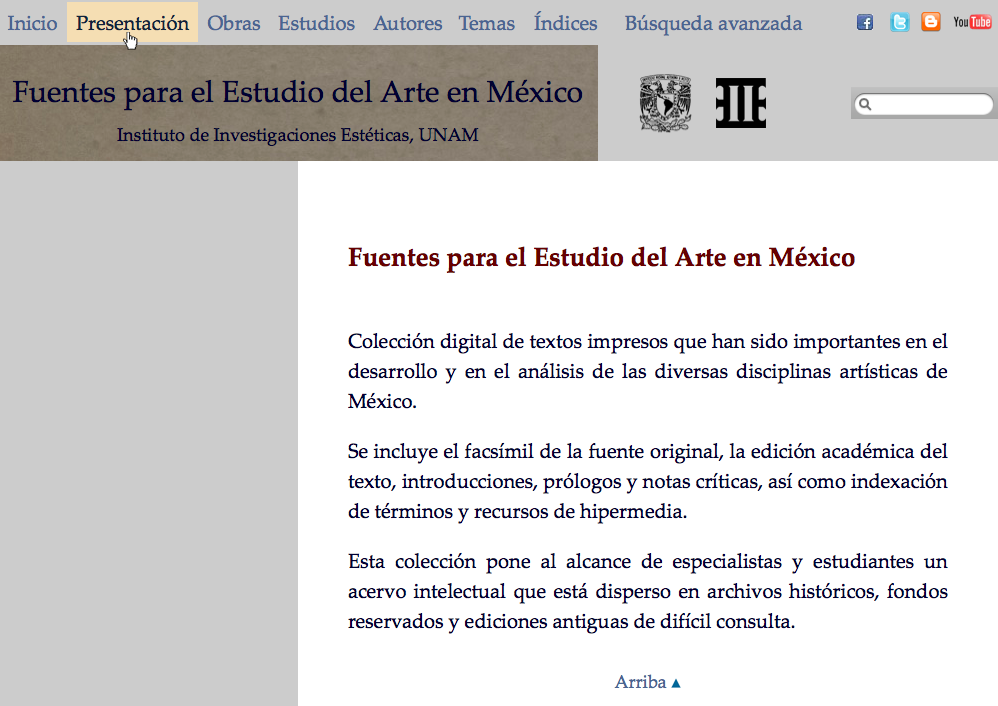 Inicio Presentación Obras Estudios Autores Temas Índices Búsqueda avanzada You Tube
Fuentes para el Estudio del Arte en México
Instituto de Investigaciones Estéticas, UNAM
Fuentes para el Estudio del Arte en México
Colección digital de textos impresos que han sido importantes en el
desarrollo y en el análisis de las diversas disciplinas artísticas de
México.
Se incluye el facsímil de la fuente original, la edición académica del
texto, introducciones, prólogos y notas críticas, así como indexación
de términos y recursos de hipermedia.
Esta colección pone al alcance de especialistas y estudiantes un
acervo intelectual que está disperso en archivos históricos, fondos
reservados y ediciones antiguas de difícil consulta.
Arriba ▲